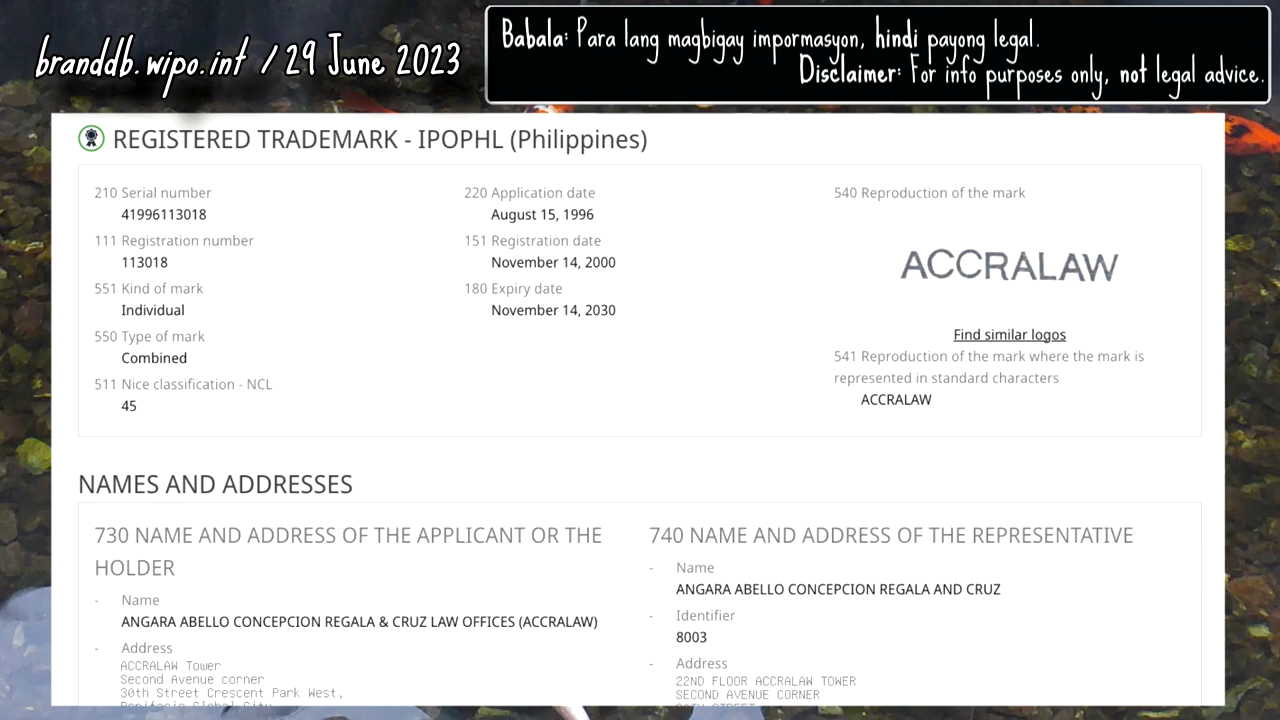 branddb.wipo.int / 29 June 2023
Babala: Para lang magbigay impormasyon, hindi payong legal.
Disclaimer: For info purposes only, not legal advice.
REGISTERED TRADEMARK - IPOPHL (Philippines)
210 Serial number
41996113018
111 Registration number
113018
551 Kind of mark
Individual
550 Type of mark
Combined
511 Nice classification - NCL
45
220 Application date
August 15, 1996
151 Registration date
November 14, 2000
180 Expiry date
November 14, 2030
540 Reproduction of the mark
ACCRALAW
Find similar logos
541 Reproduction of the mark where the mark is
represented in standard characters
ACCRALAW
NAMES AND ADDRESSES
730 NAME AND ADDRESS OF THE APPLICANT OR THE
HOLDER
- Name
ANGARA ABELLO CONCEPCION REGALA & CRUZ LAW OFFICES (ACCRALAW)
- Address
ACCRALAW Tower
Second Avenue corner
30th Street Crescent Park West,
Bonifacio Global City
740 NAME AND ADDRESS OF THE REPRESENTATIVE
- Name
ANGARA ABELLO CONCEPCION REGALA AND CRUZ
- Identifier
8003
- Address
22ND FLOOR ACCRALAW TOWER
SECOND AVENUE CORNER